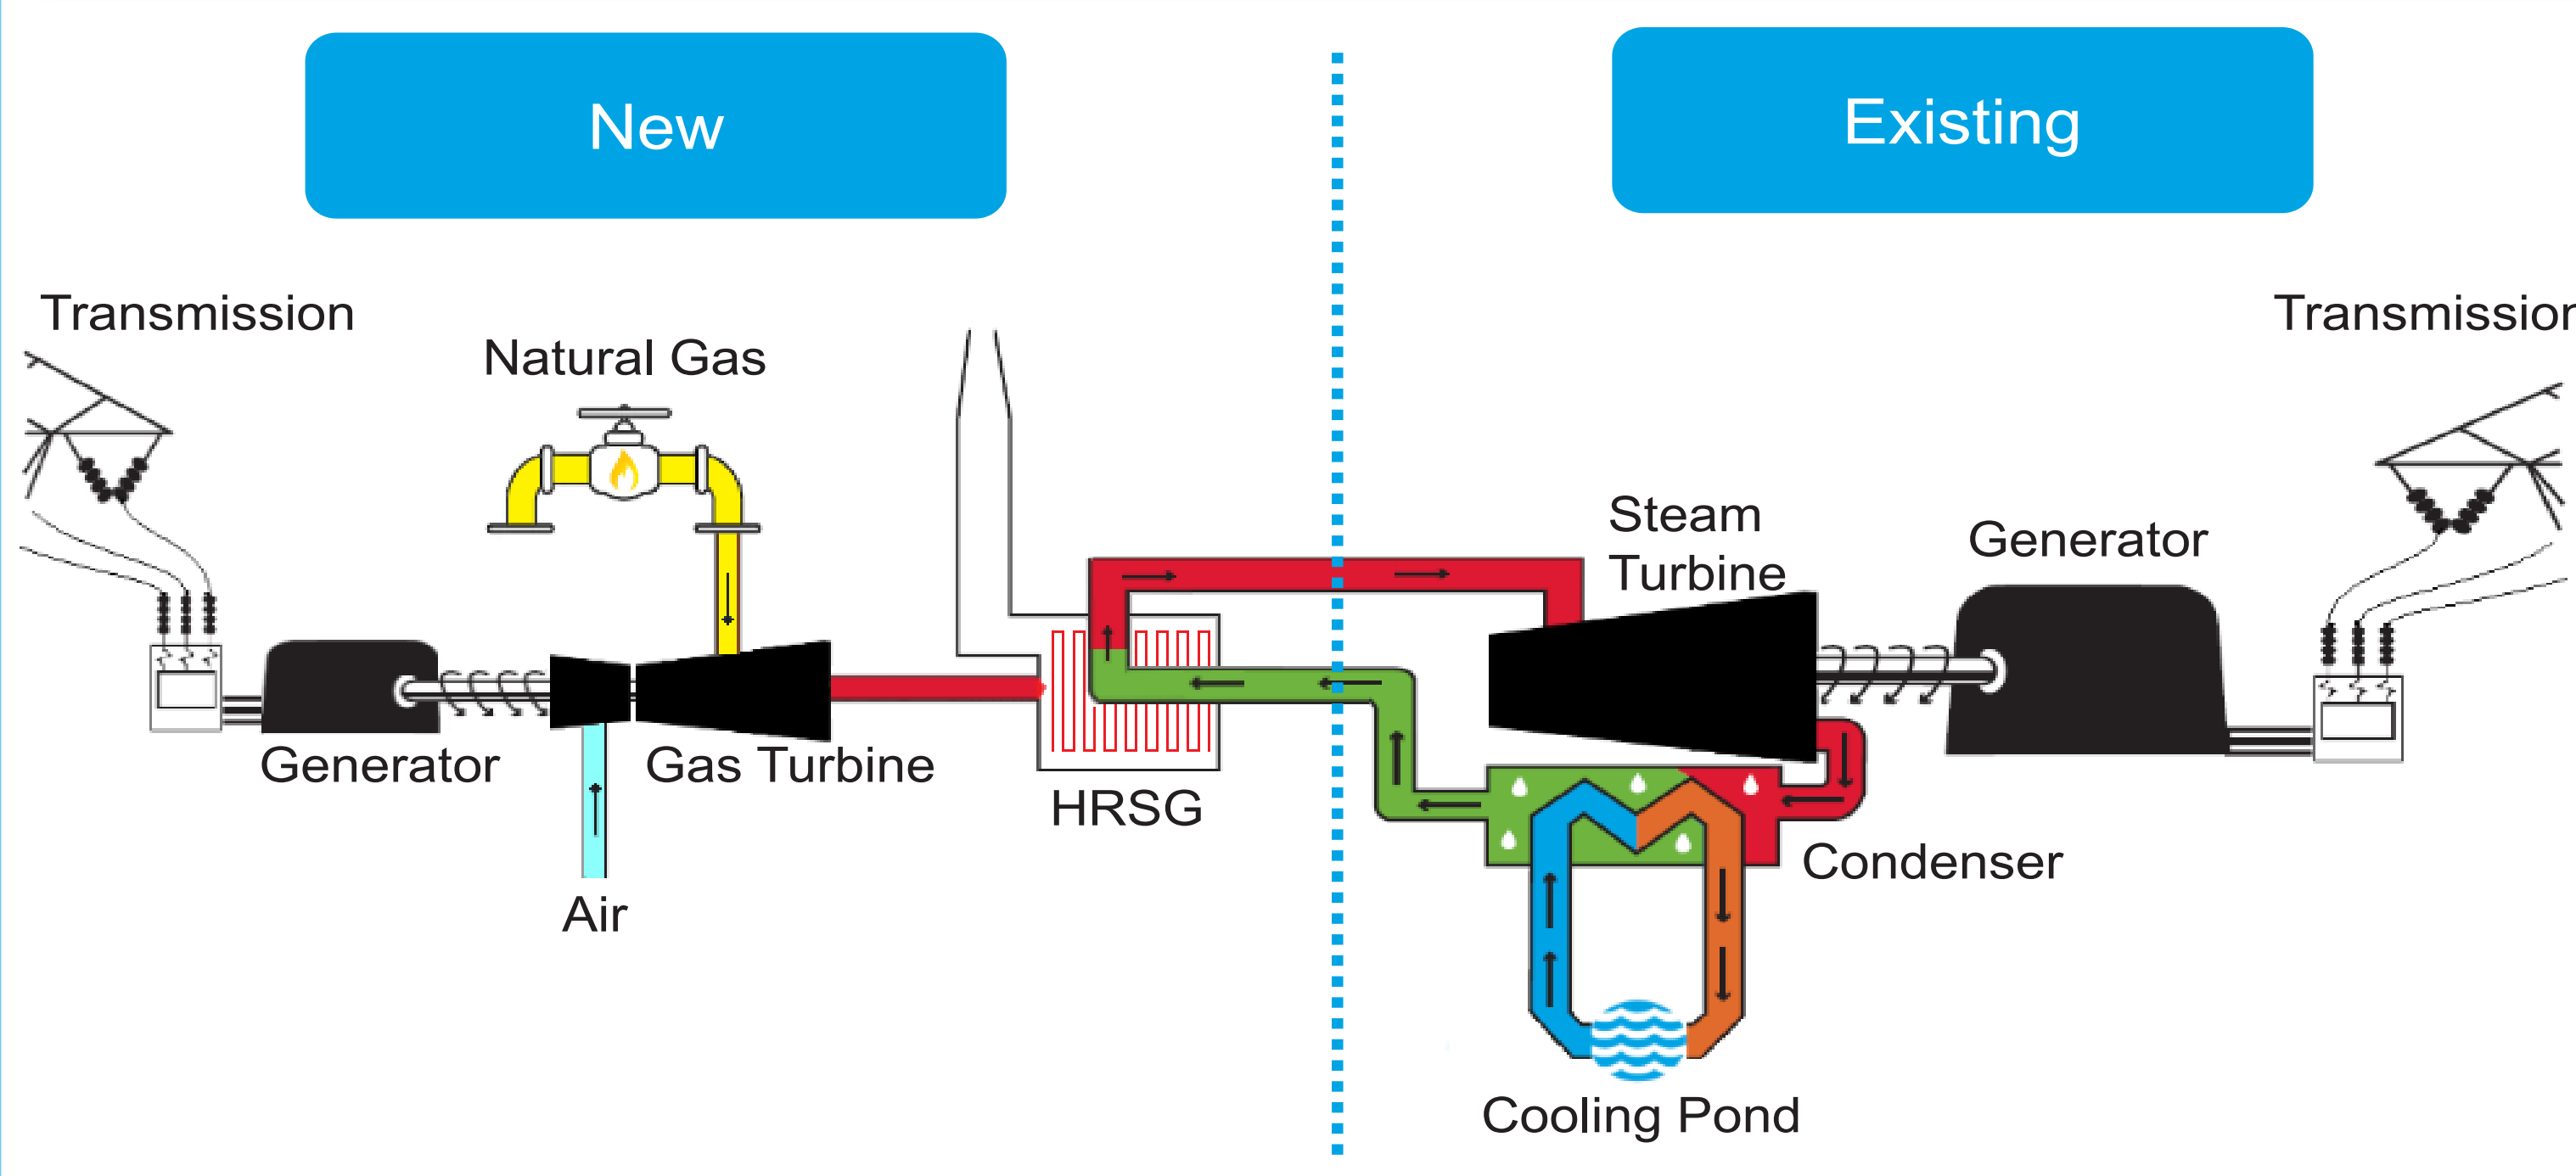 New
Existing
Transmission
Transmission
Natural Gas
Steam
Turbine
Generator
Generator
Gas Turbine
HRSG
Condenser
Air
Cooling Pond